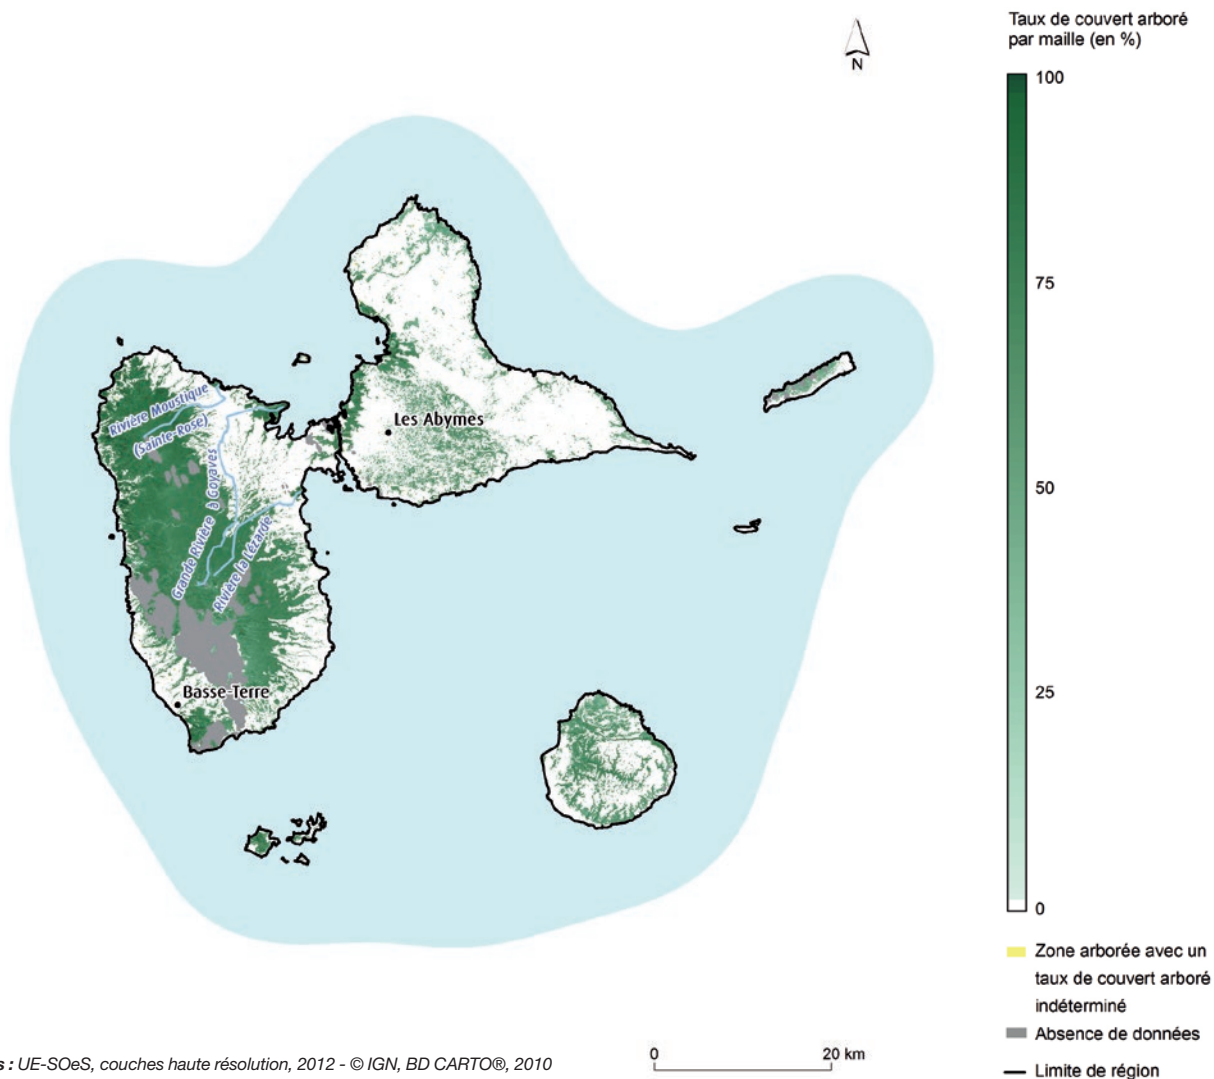 Taux de couvert arboré
par maille (en %)
N
100
75
50
25
0
Rivière Moustique
(Sainte-Rose)
Grande Rivière à Goyaves
Rivière la Lézarde
Les Abymes
Basse-Terre
Zone arborée avec un
taux de couvert arboré
indéterminé
Absence de données
Limite de région
0 20 km
s : UE-SOeS, couches haute résolution, 2012 - © IGN, BD CARTO®, 2010